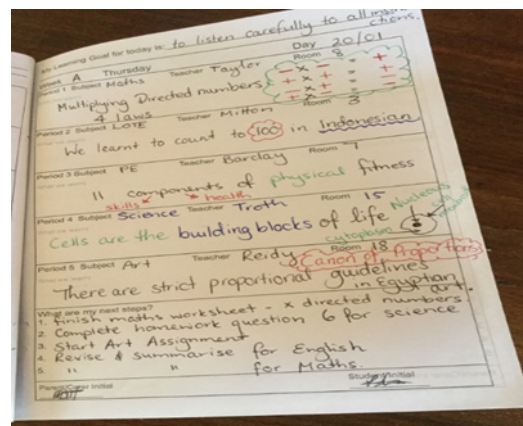 My Learning Goal for today is: to listen carefully to all instructions.
Week A Thursday Day 20/01
Period 1 Subject Maths Teacher Taylor Room 8
Multiplying Directed numbers
4 laws
- x - = +
+ x + = +
- x + = -
+ x - = -
Period 2 Subject LOTE Teacher Milton Room 3
We learnt to count to 100 in Indonesian
Period 3 Subject PE Teacher Barclay Room 7
11 components of physical fitness
skills * health
Period 4 Subject Science Teacher Troth Room 15
Cells are the building blocks of life
Nucleus
cytoplasm
Period 5 Subject Art Teacher Reidy Room 18
Canon of Proportions
There are strict proportional guidelines
in Egyptian art.
What are my next steps?
1. Finish maths worksheet - x directed numbers
2. Complete homework question 6 for science
3. Start Art Assignment
4. Revise & summarise for English
5. " " for Maths.
Parent/Carer Initial Student Initial